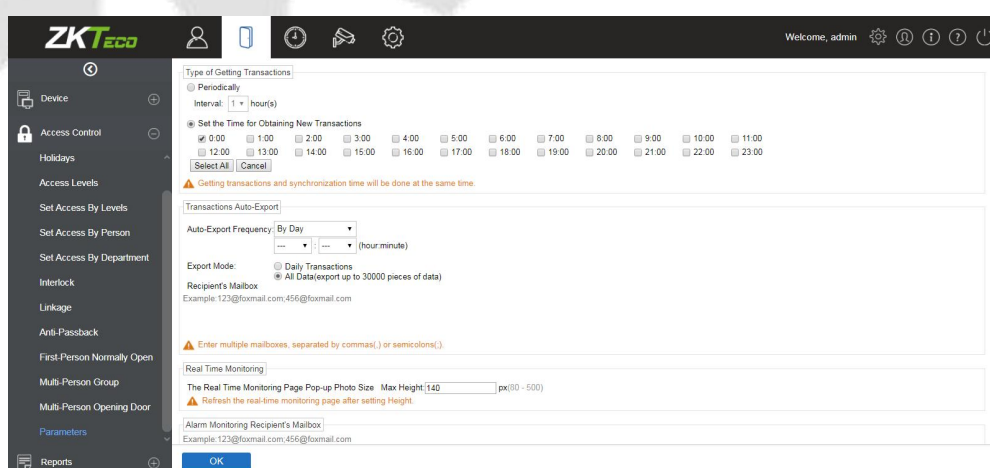 ZKTeco
Welcome, admin
Device
Access Control
Holidays
Access Levels
Set Access By Levels
Set Access By Person
Set Access By Department
Interlock
Linkage
Anti-Passback
First-Person Normally Open
Multi-Person Group
Multi-Person Opening Door
Parameters
Reports
Type of Getting Transactions
Periodically
Interval: 1 hour(s)
Set the Time for Obtaining New Transactions
0:00 1:00 2:00 3:00 4:00 5:00 6:00 7:00 8:00 9:00 10:00 11:00
12:00 13:00 14:00 15:00 16:00 17:00 18:00 19:00 20:00 21:00 22:00 23:00
Select All Cancel
Getting transactions and synchronization time will be done at the same time.
Transactions Auto-Export
Auto-Export Frequency: By Day
--- : --- (hour:minute)
Export Mode: Daily Transactions
All Data(export up to 30000 pieces of data)
Recipient's Mailbox
Example:123@foxmail.com;456@foxmail.com
Enter multiple mailboxes, separated by commas(,) or semicolons(;).
Real Time Monitoring
The Real Time Monitoring Page Pop-up Photo Size Max Height: 140 px(80 - 500)
Refresh the real-time monitoring page after setting Height.
Alarm Monitoring Recipient's Mailbox
Example:123@foxmail.com;456@foxmail.com
OK